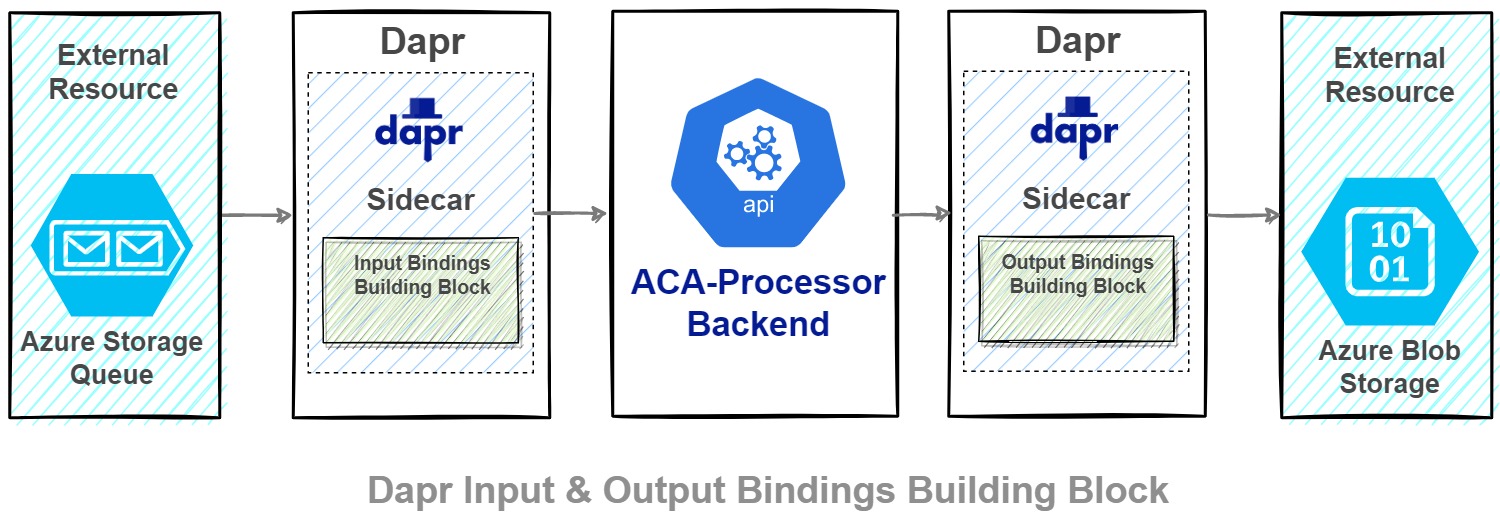 External
Resource
Azure Storage
Queue
Dapr
dapr
Sidecar
Input Bindings
Building Block
api
ACA-Processor
Backend
Dapr
dapr
Sidecar
Output Bindings
Building Block
External
Resource
10
01
Azure Blob
Storage
Dapr Input & Output Bindings Building Block